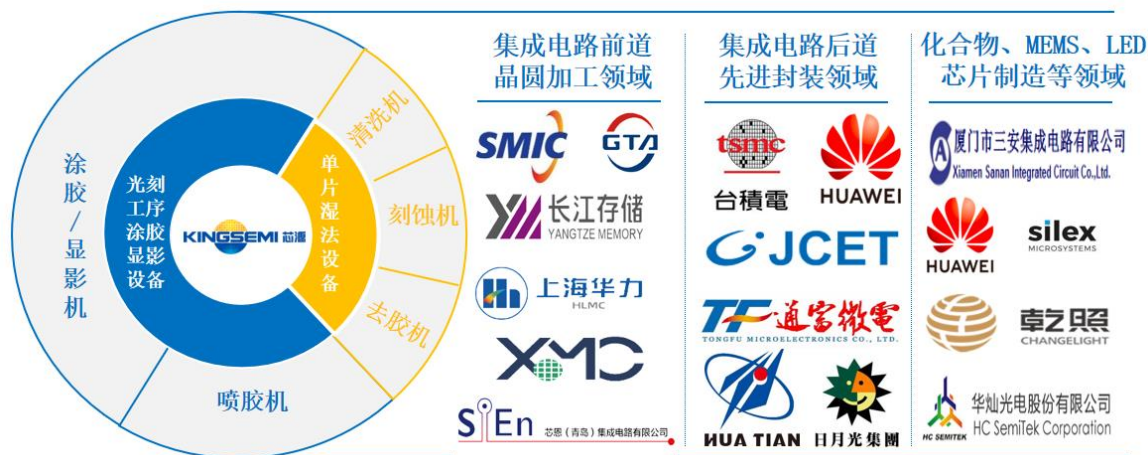 涂胶/显影机
喷胶机
清洗机
刻蚀机
去胶机
光刻
工序
涂胶
显影
设备
单片湿法设备
KINGSEMI 芯源
集成电路前道
晶圆加工领域
SMIC
GTA
长江存储
YANGTZE MEMORY
上海华力
HLMC
XMC
SiEn 芯恩（青岛）集成电路有限公司
集成电路后道
先进封装领域
tsmc
台積電
HUAWEI
JCET
TF 通富微電
TONGFU MICROELECTRONICS CO., LTD.
HUA TIAN
日月光集團
化合物、MEMS、LED
芯片制造等领域
厦门市三安集成电路有限公司
Xiamen Sanan Integrated Circuit Co.,Ltd.
HUAWEI
silex
MICROSYSTEMS
乾照
CHANGELIGHT
HC SEMITEK
华灿光电股份有限公司
HC SemiTek Corporation